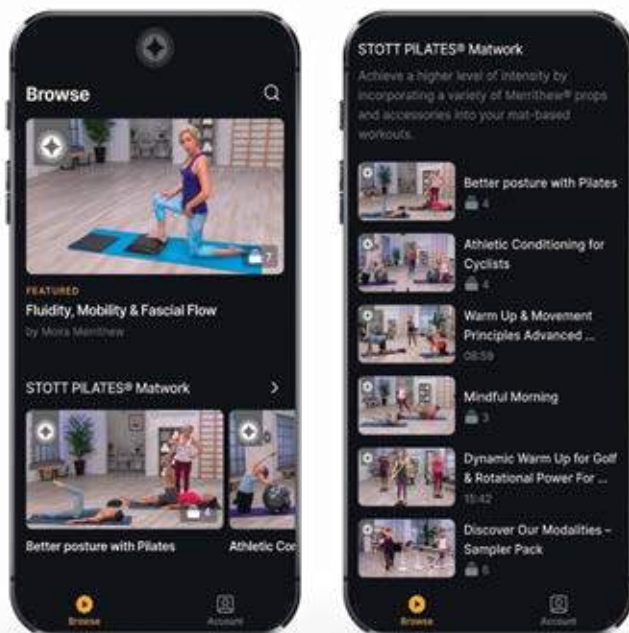 Browse
7
FEATURED
Fluidity, Mobility & Fascial Flow
by Moira Merrithew
STOTT PILATES® Matwork
4
Better posture with Pilates
Athletic Con
Browse
Account
STOTT PILATES® Matwork
Achieve a higher level of intensity by
incorporating a variety of Merrithew® props
and accessories into your mat-based
workouts.
Better posture with Pilates
4
Athletic Conditioning for
Cyclists
4
Warm Up & Movement
Principles Advanced ...
08:59
Mindful Morning
3
Dynamic Warm Up for Golf
& Rotational Power For ...
15:42
Discover Our Modalities –
Sampler Pack
6
Browse
Account